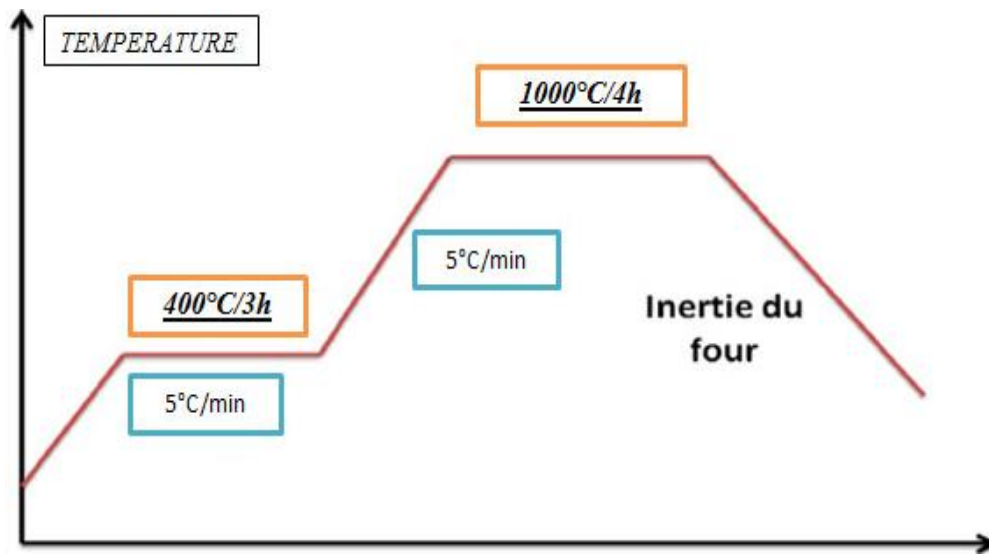 TEMPERATURE
1000°C/4h
5°C/min
400°C/3h
Inertie du
four
5°C/min